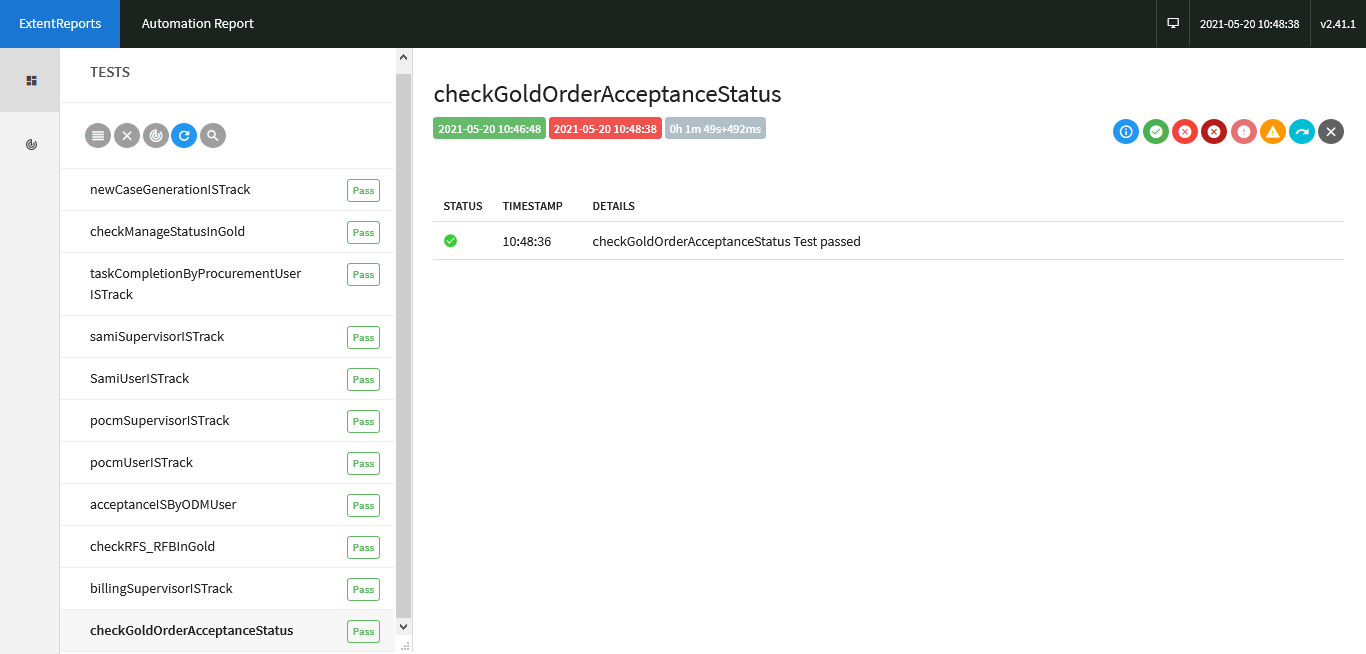 ExtentReports
Automation Report
2021-05-20 10:48:38
v2.41.1
TESTS
newCaseGenerationISTrack Pass
checkManageStatusInGold Pass
taskCompletionByProcurementUser Pass
ISTrack
samiSupervisorISTrack Pass
SamiUserISTrack Pass
pocmSupervisorISTrack Pass
pocmUserISTrack Pass
acceptanceISByODMUser Pass
checkRFS_RFBInGold Pass
billingSupervisorISTrack Pass
checkGoldOrderAcceptanceStatus Pass
checkGoldOrderAcceptanceStatus
2021-05-20 10:46:48 2021-05-20 10:48:38 0h 1m 49s+492ms
STATUS TIMESTAMP DETAILS
10:48:36 checkGoldOrderAcceptanceStatus Test passed